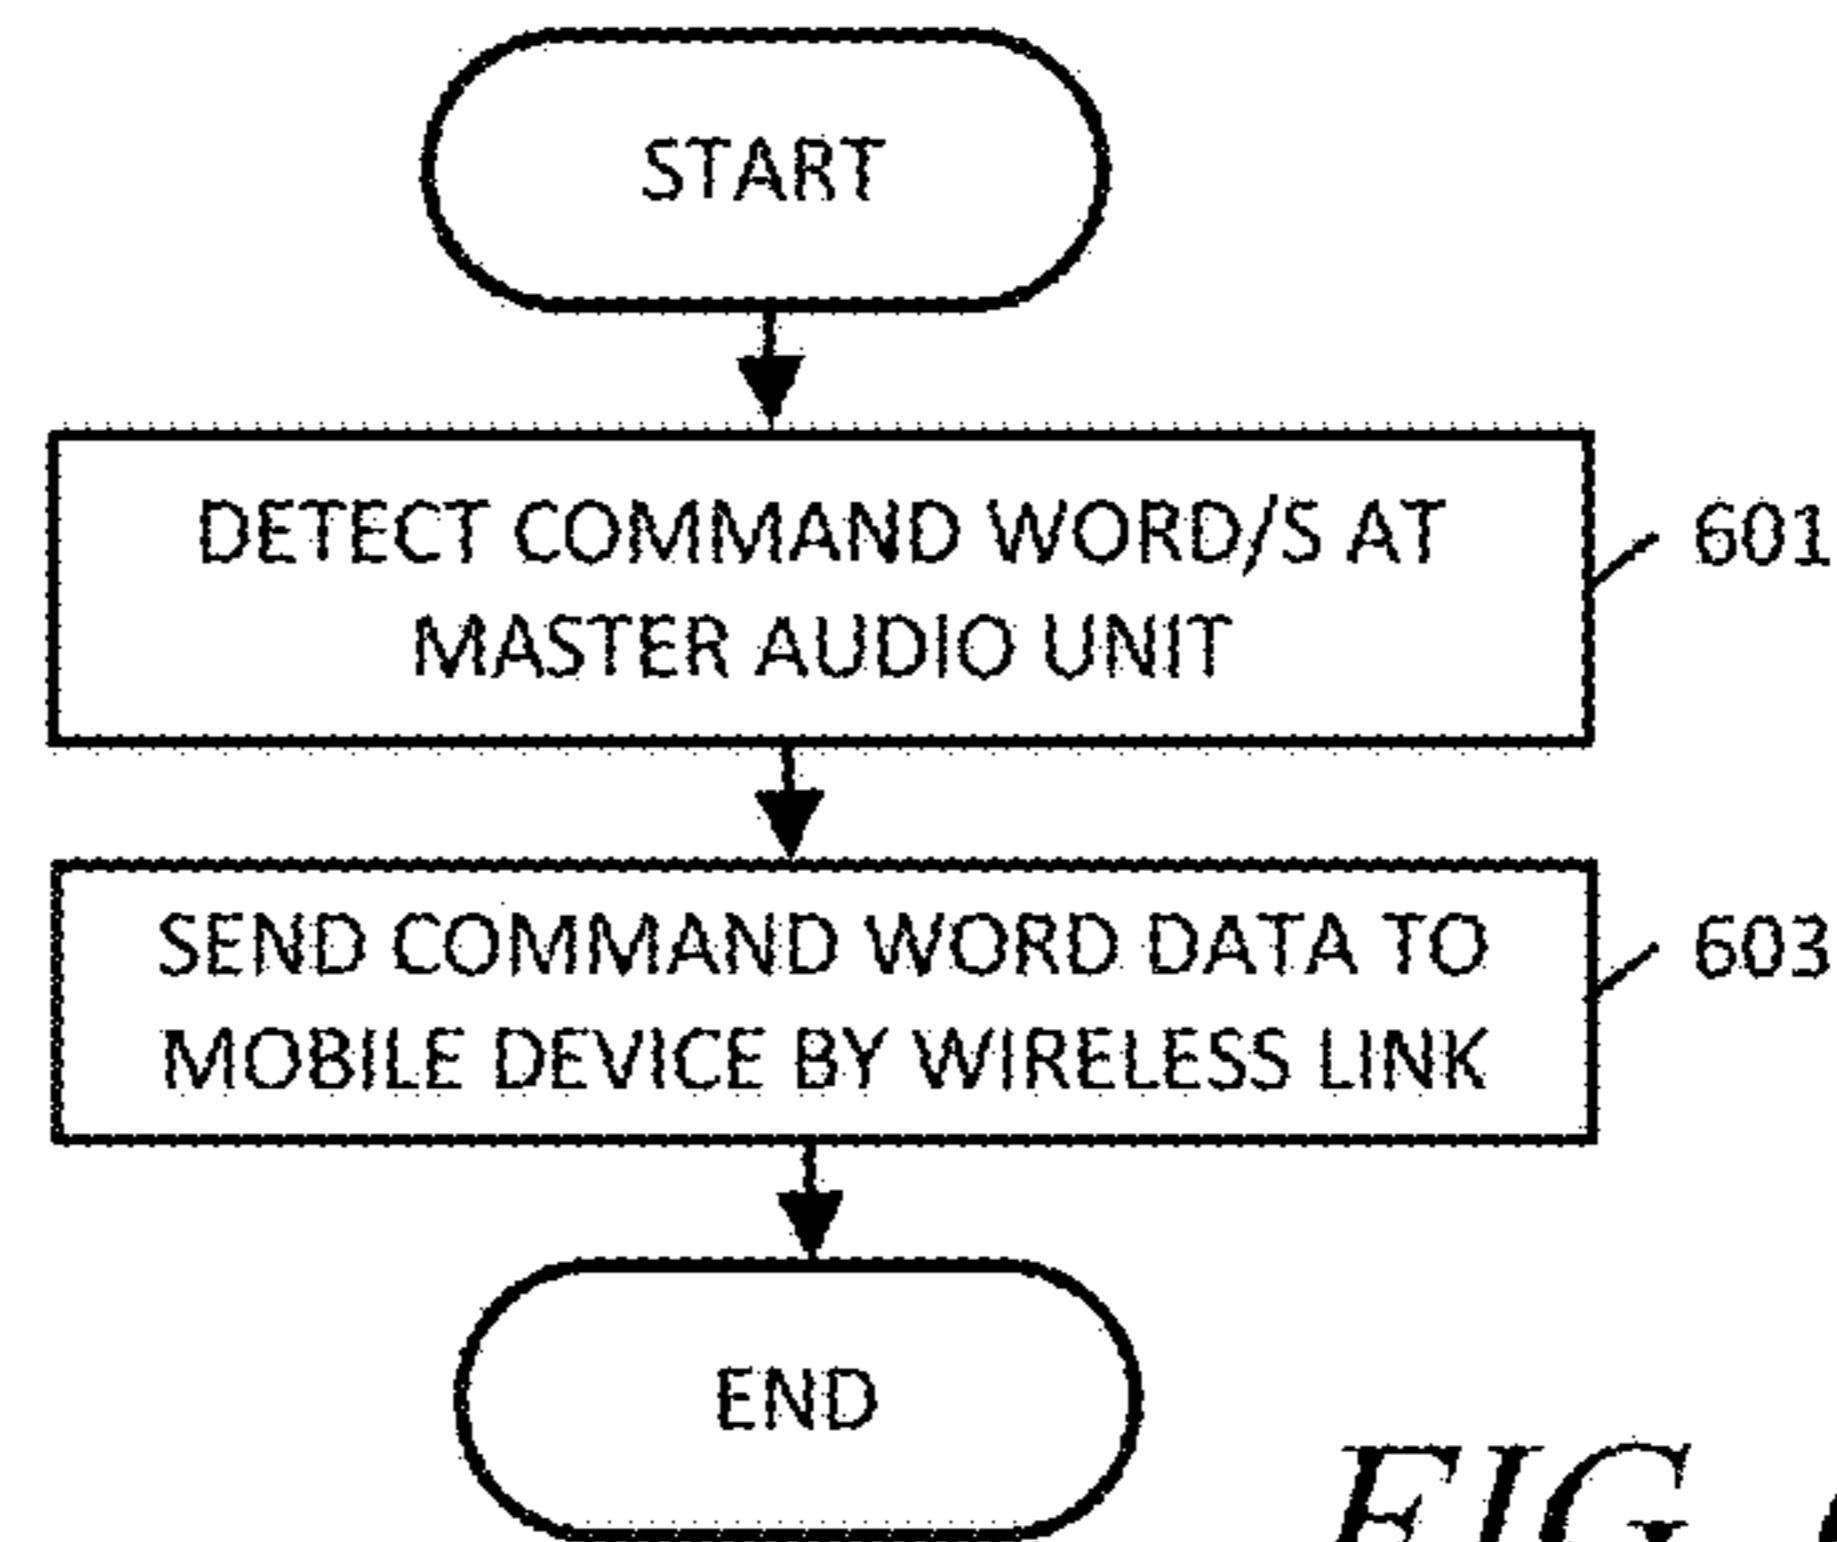 START
DETECT COMMAND WORD/S AT
MASTER AUDIO UNIT
601
SEND COMMAND WORD DATA TO
MOBILE DEVICE BY WIRELESS LINK
603
END
FIG.